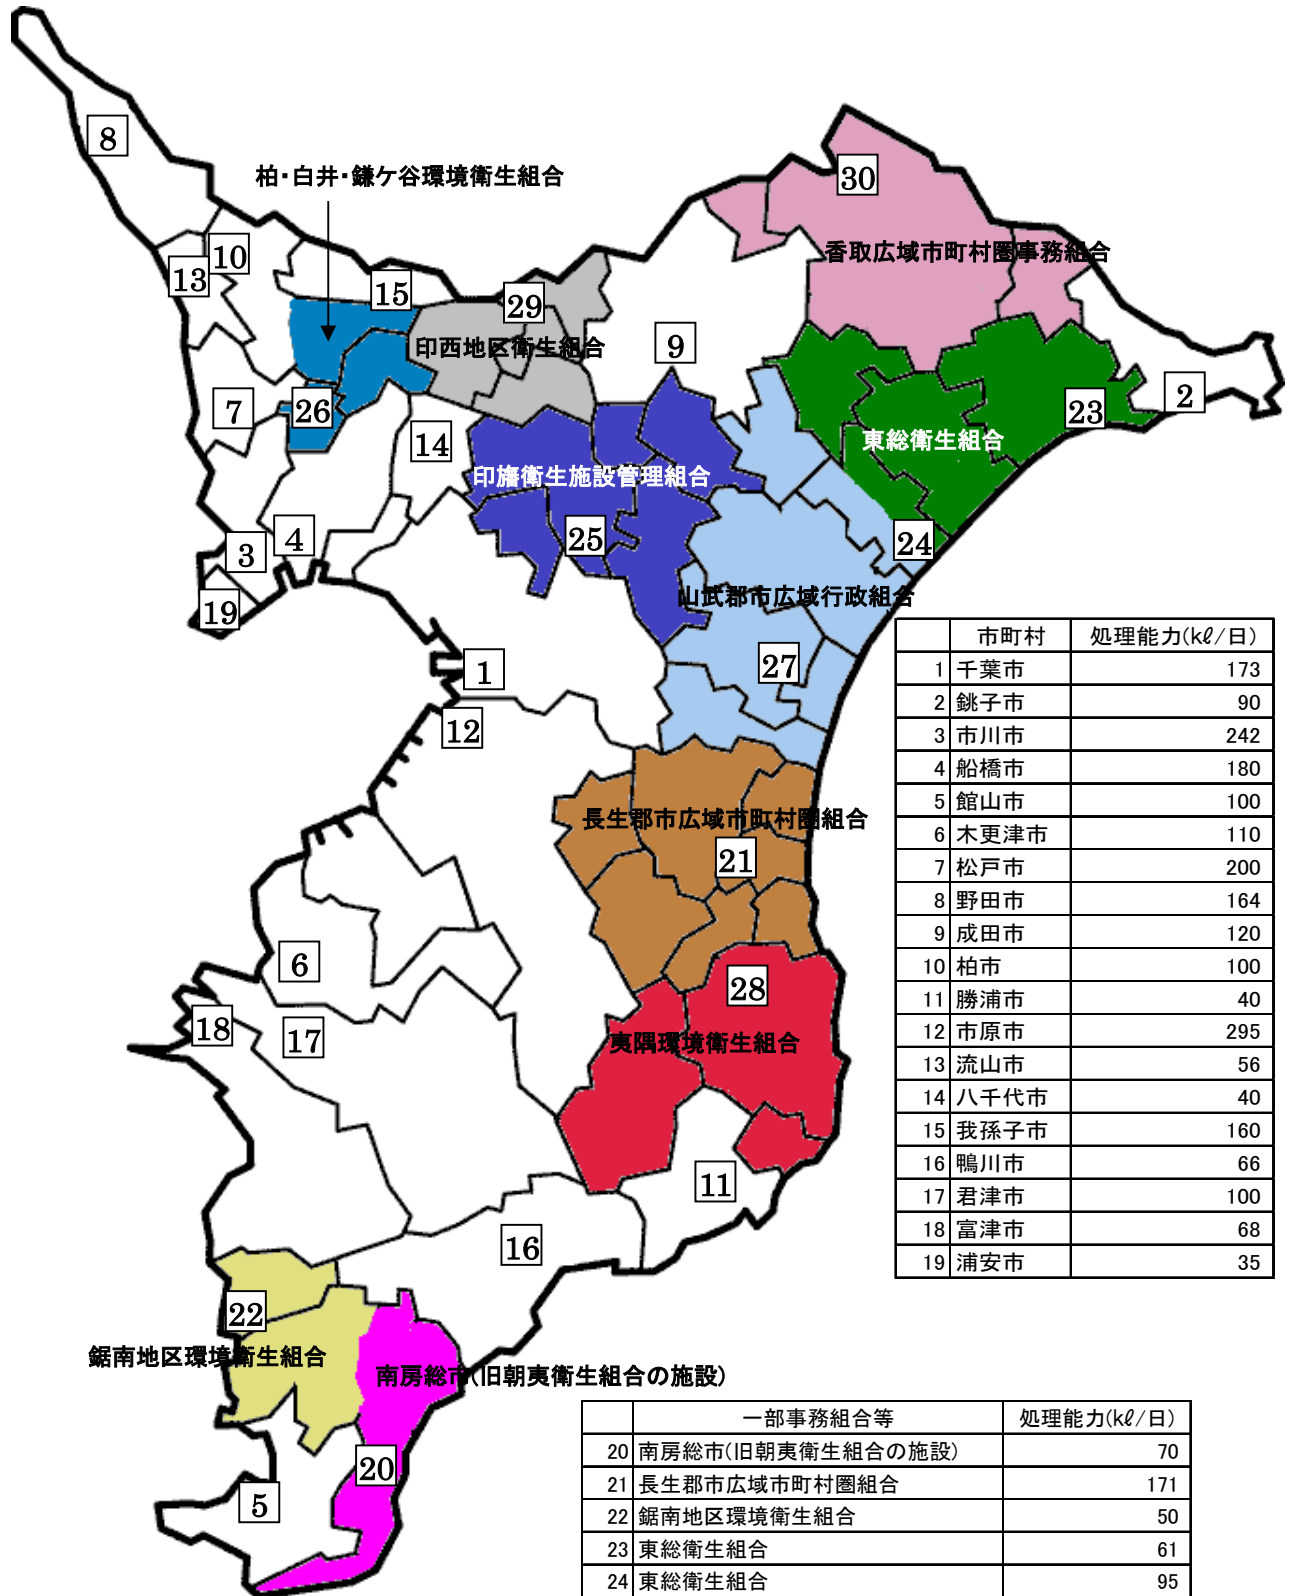 8
柏・白井・鎌ケ谷環境衛生組合
30
10
13
香取広域市町村圏事務組合
15
29
印西地区衛生組合
9
2
7
26
23
14
東総衛生組合
印旛衛生施設管理組合
25
24
4
3
19
山武郡市広域行政組合
27
1
12
長生郡市広域市町村圏組合
21
6
28
18
17
夷隅環境衛生組合
11
16
22
鋸南地区環境衛生組合
南房総市(旧朝夷衛生組合の施設)
20
5
市町村 処理能力(kℓ/日)
1 千葉市 173
2 銚子市 90
3 市川市 242
4 船橋市 180
5 館山市 100
6 木更津市 110
7 松戸市 200
8 野田市 164
9 成田市 120
10 柏市 100
11 勝浦市 40
12 市原市 295
13 流山市 56
14 八千代市 40
15 我孫子市 160
16 鴨川市 66
17 君津市 100
18 富津市 68
19 浦安市 35
一部事務組合等 処理能力(kℓ/日)
20 南房総市(旧朝夷衛生組合の施設) 70
21 長生郡市広域市町村圏組合 171
22 鋸南地区環境衛生組合 50
23 東総衛生組合 61
24 東総衛生組合 95